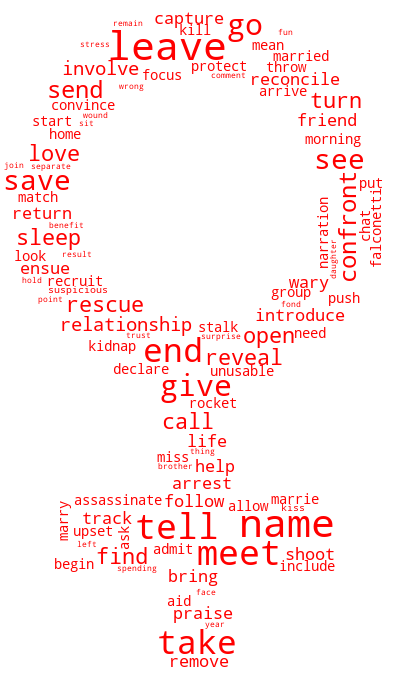 remain
capture
go
fun
kill
leave
stress
mean
married
involve
focus
protect
throw
comment
reconcile
send
wrong
arrive
turn
convince
wound
start
sit
friend
home
morning
love
see
join
separate
save
confront
put
match
return
narration
chat
falconetti
benefit
sleep
look
result
daughter
ensue
hold
recruit
wary
suspicious
group
point
push
rescue
fond
introduce
relationship
stalk
trust
surprise
open
need
kidnap
end
reveal
declare
unusable
give
rocket
call
life
thing
miss
brother
help
arrest
assassinate
follow
allow
marrie
kiss
marry
track
tell
name
upset
ask
left
find
admit
meet
shoot
begin
spending
bring
include
face
aid
praise
year
take
remove